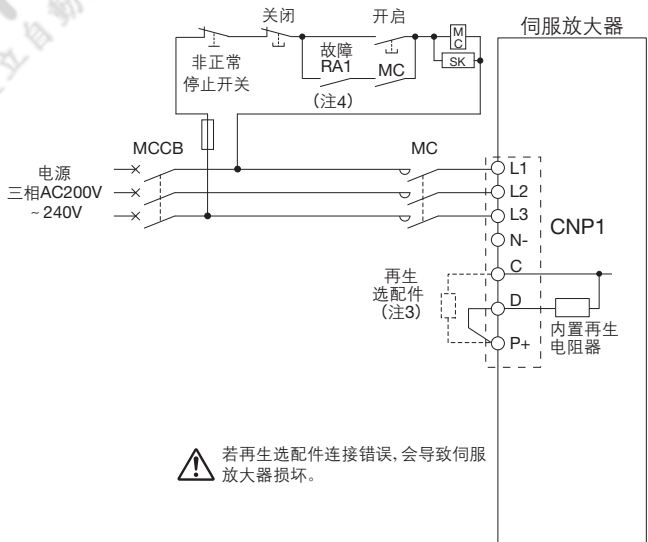 关闭
开启
伺服放大器
M
C
SK
非正常
停止开关
故障
RA1
MC
(注4)
MCCB
MC
电源
三相AC200V
~240V
L1
L2
L3
N-
CNP1
C
D
P+
再生
选配件
(注3)
内置再生
电阻器
若再生选配件连接错误,会导致伺服
放大器损坏。